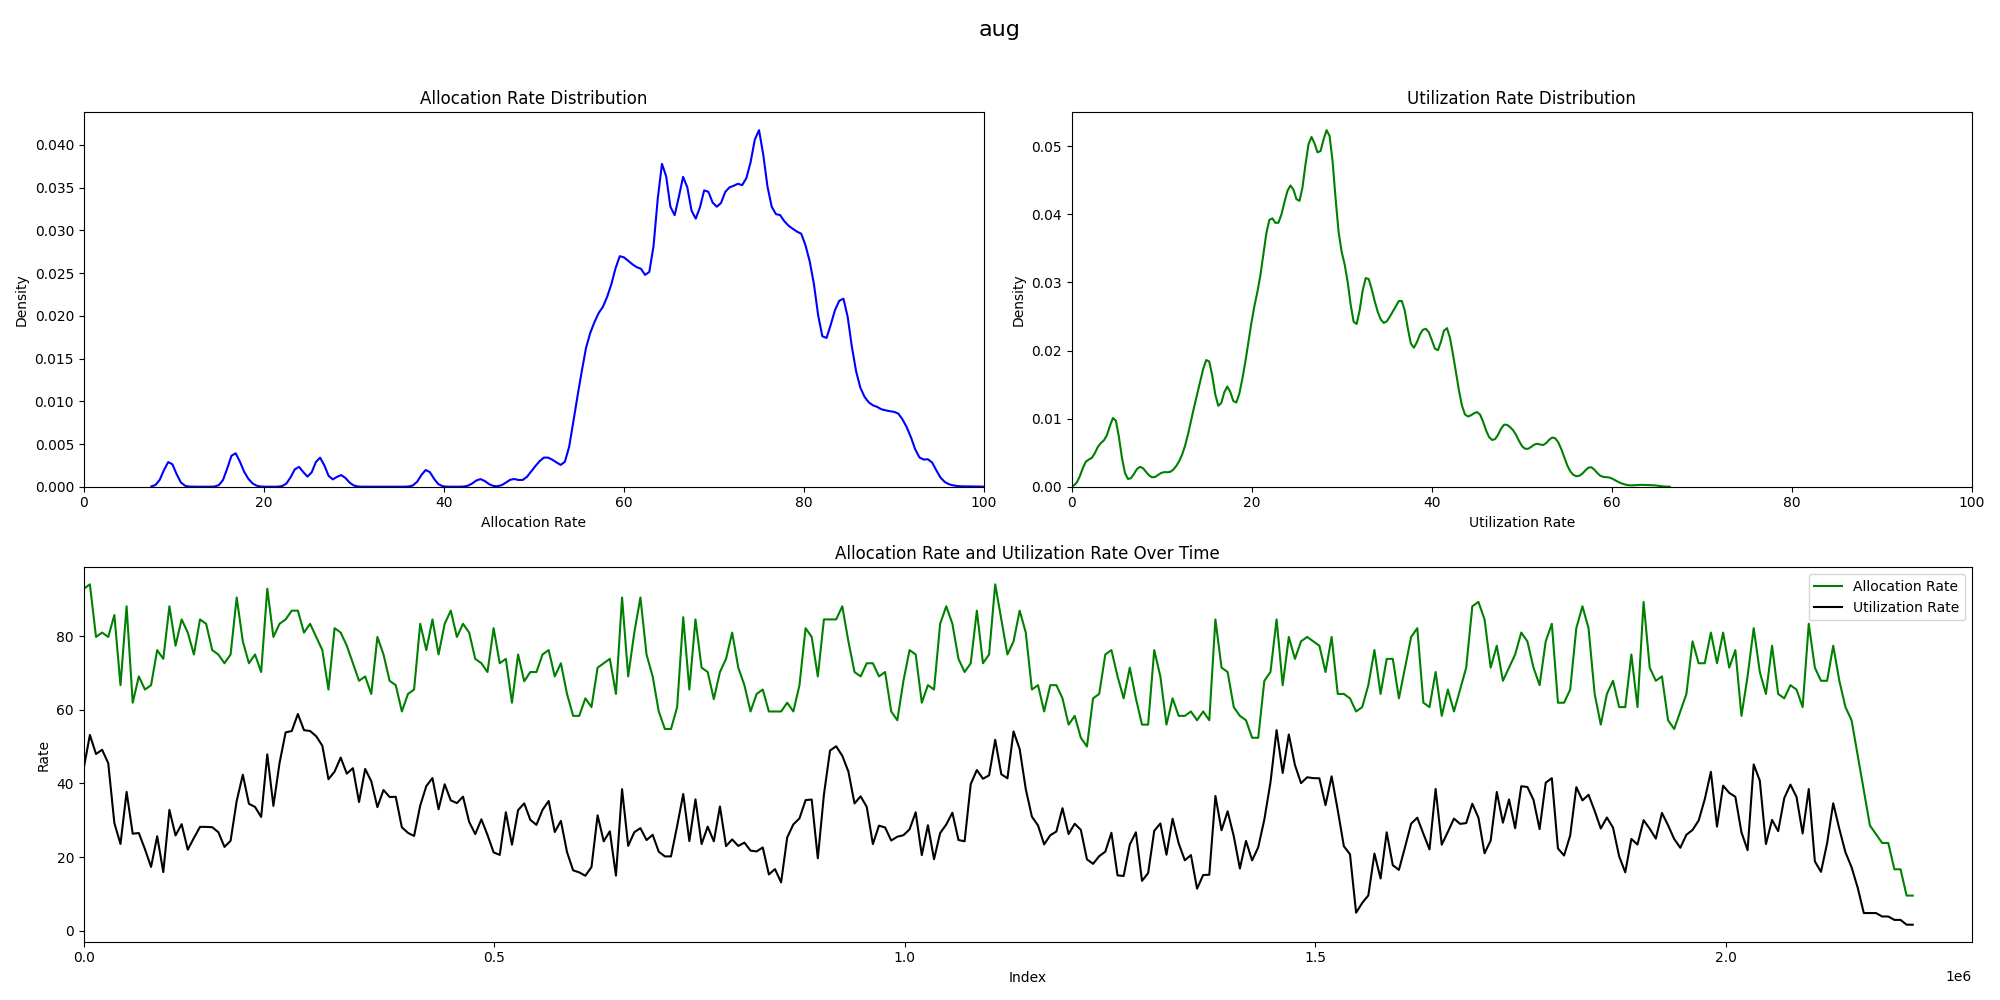 aug
Allocation Rate Distribution
Density
0.000
0.005
0.010
0.015
0.020
0.025
0.030
0.035
0.040
0 20 40 60 80 100
Allocation Rate
Utilization Rate Distribution
Density
0.00
0.01
0.02
0.03
0.04
0.05
0 20 40 60 80 100
Utilization Rate
Allocation Rate and Utilization Rate Over Time
Allocation Rate
Utilization Rate
Rate
0
20
40
60
80
0.0 0.5 1.0 1.5 2.0
1e6
Index